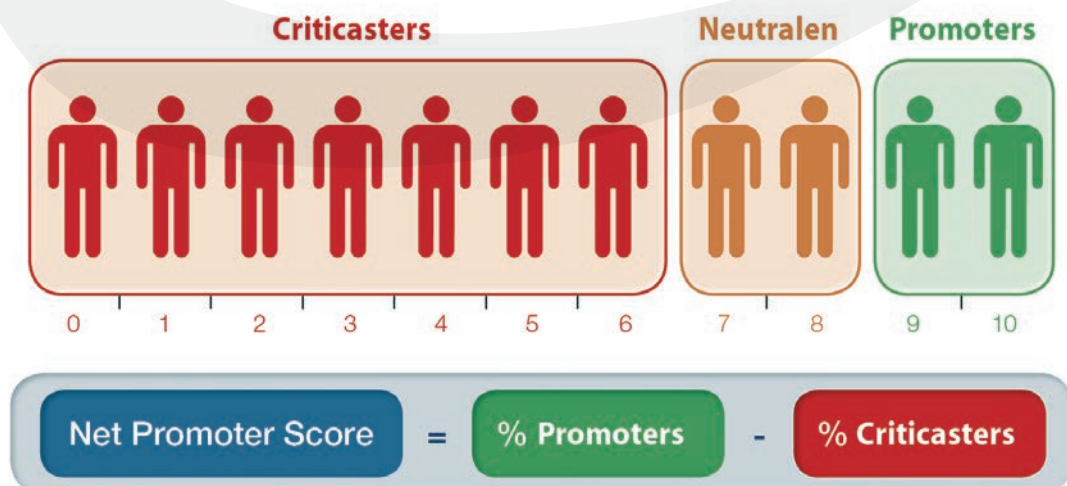 Criticasters Neutralen Promoters
0 1 2 3 4 5 6 7 8 9 10
Net Promoter Score = % Promoters - % Criticasters